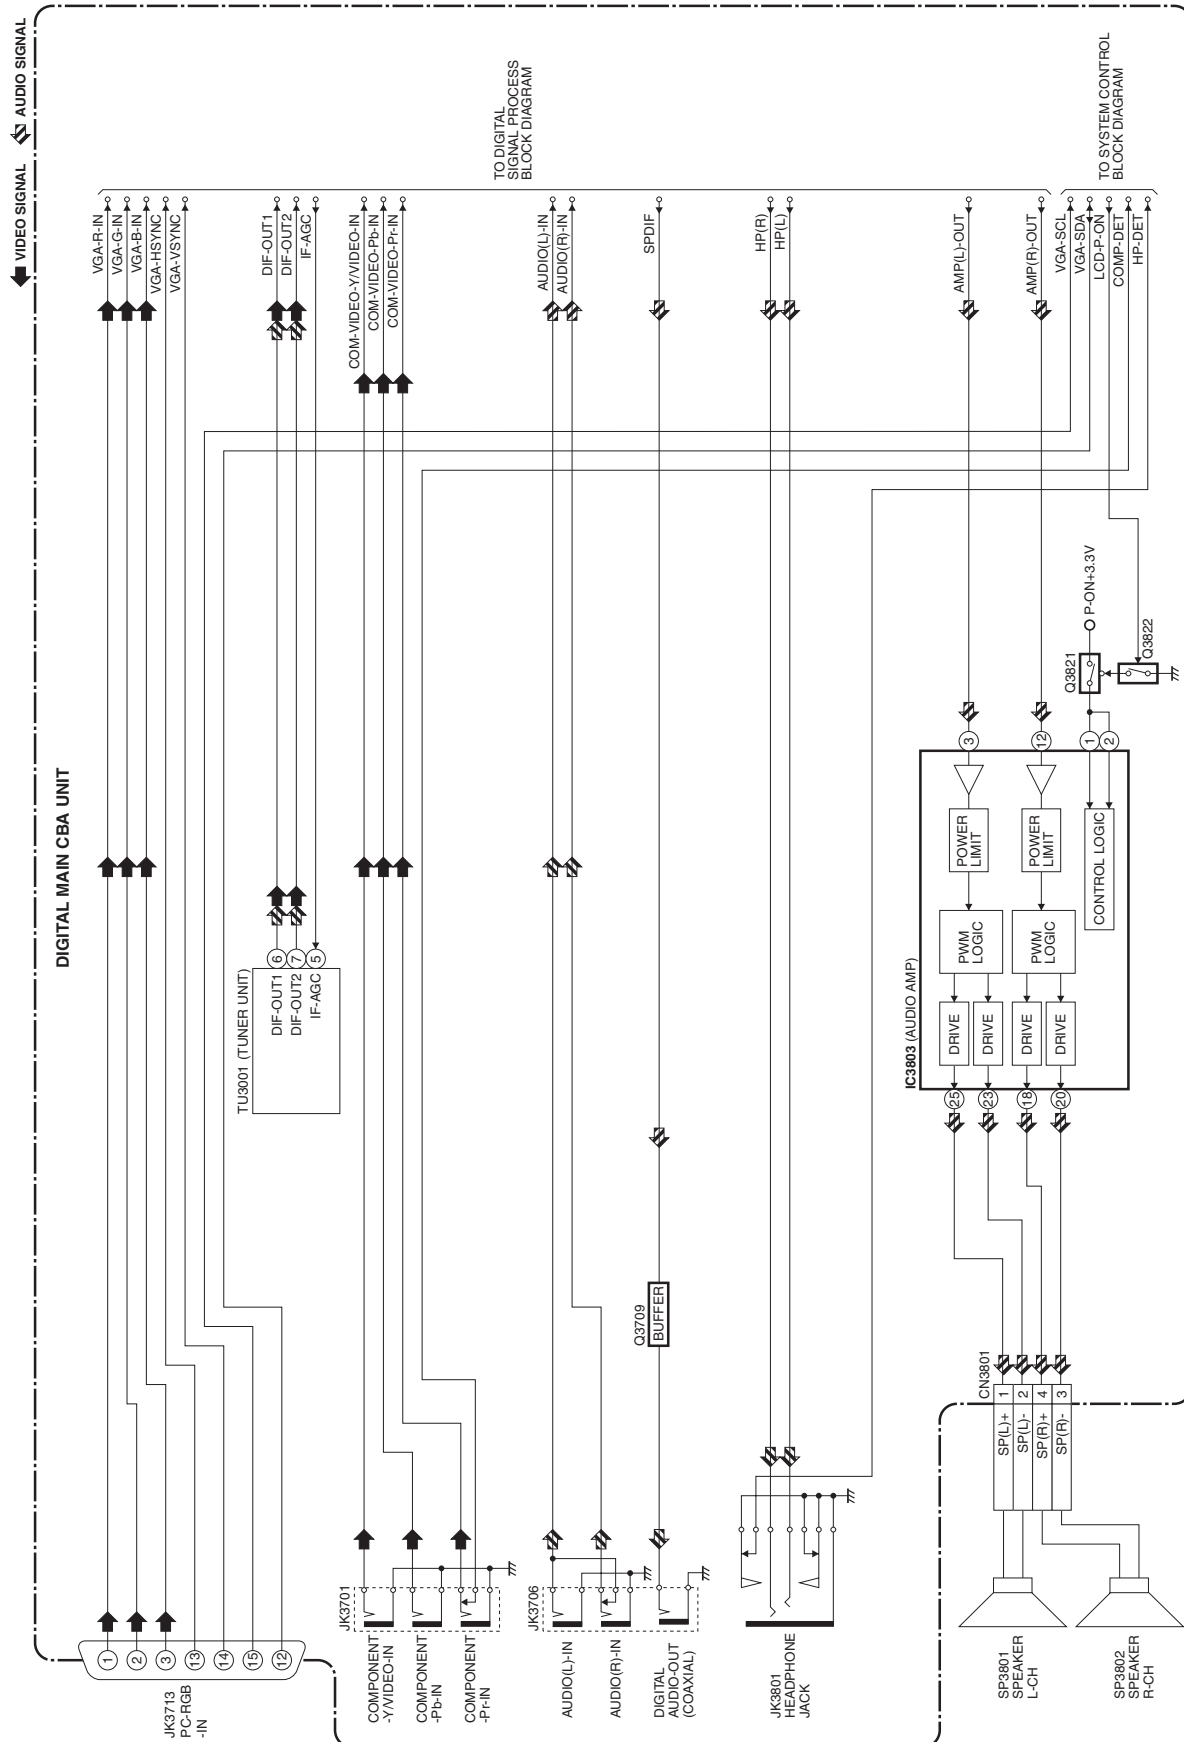 VIDEO SIGNAL
AUDIO SIGNAL
DIGITAL MAIN CBA UNIT
JK3713
PC-RGB
-IN
1
2
3
13
14
15
12
VGA-R-IN
VGA-G-IN
VGA-B-IN
VGA-HSYNC
VGA-VSYNC
TU3001 (TUNER UNIT)
DIF-OUT1
DIF-OUT2
IF-AGC
6
7
5
DIF-OUT1
DIF-OUT2
IF-AGC
JK3701
COMPONENT
-Y/VIDEO-IN
COMPONENT
-Pb-IN
COMPONENT
-Pr-IN
COM-VIDEO-Y/VIDEO-IN
COM-VIDEO-Pb-IN
COM-VIDEO-Pr-IN
TO DIGITAL
SIGNAL PROCESS
BLOCK DIAGRAM
JK3706
AUDIO(L)-IN
AUDIO(R)-IN
DIGITAL
AUDIO-OUT
(COAXIAL)
AUDIO(L)-IN
AUDIO(R)-IN
Q3709
BUFFER
SPDIF
JK3801
HEADPHONE
JACK
HP(R)
HP(L)
AMP(L)-OUT
AMP(R)-OUT
IC3803 (AUDIO AMP)
25
23
18
20
DRIVE
DRIVE
DRIVE
DRIVE
PWM
LOGIC
PWM
LOGIC
POWER
LIMIT
POWER
LIMIT
CONTROL LOGIC
3
12
1
2
Q3821
P-ON+3.3V
Q3822
VGA-SCL
VGA-SDA
LCD-P-ON
COMP-DET
HP-DET
TO SYSTEM CONTROL
BLOCK DIAGRAM
CN3801
SP(L)+ 1
SP(L)- 2
SP(R)+ 4
SP(R)- 3
SP3801
SPEAKER
L-CH
SP3802
SPEAKER
R-CH